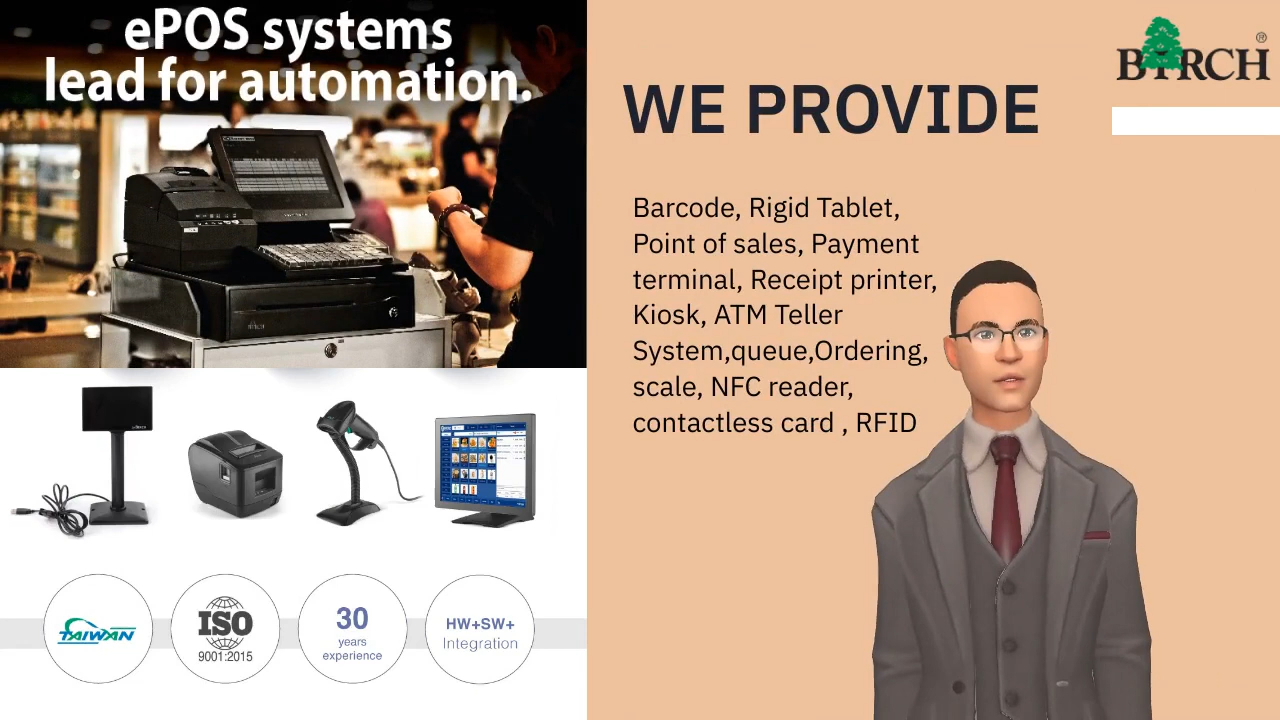 ePOS systems
lead for automation.
TAIWAN
ISO
9001:2015
30
years
experience
HW+SW+
Integration
BIRCH®
WE PROVIDE
Barcode, Rigid Tablet,
Point of sales, Payment
terminal, Receipt printer,
Kiosk, ATM Teller
System,queue,Ordering,
scale, NFC reader,
contactless card , RFID